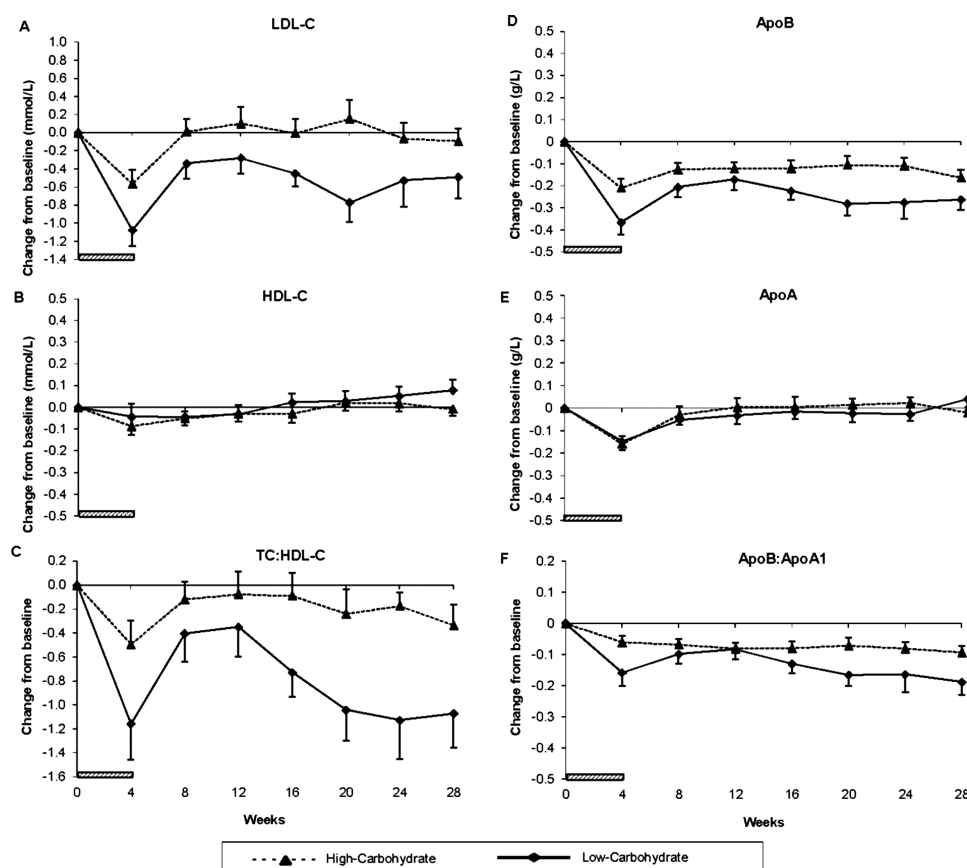 A
LDL-C
Change from baseline (mmol/L)
1.0
0.8
0.6
0.4
0.2
0.0
-0.2
-0.4
-0.6
-0.8
-1.0
-1.2
-1.4
B
HDL-C
Change from baseline (mmol/L)
0.5
0.4
0.3
0.2
0.1
0.0
-0.1
-0.2
-0.3
-0.4
-0.5
C
TC:HDL-C
Change from baseline
0.2
0.0
-0.2
-0.4
-0.6
-0.8
-1.0
-1.2
-1.4
-1.6
0 4 8 12 16 20 24 28
Weeks
D
ApoB
Change from baseline (g/L)
0.5
0.4
0.3
0.2
0.1
0
-0.1
-0.2
-0.3
-0.4
-0.5
E
ApoA
Change from baseline (g/L)
0.5
0.4
0.3
0.2
0.1
0
-0.1
-0.2
-0.3
-0.4
-0.5
F
ApoB:ApoA1
Change from baseline
0.2
0.1
0
-0.1
-0.2
-0.3
-0.4
-0.5
0 4 8 12 16 20 24 28
Weeks
High-Carbohydrate Low-Carbohydrate